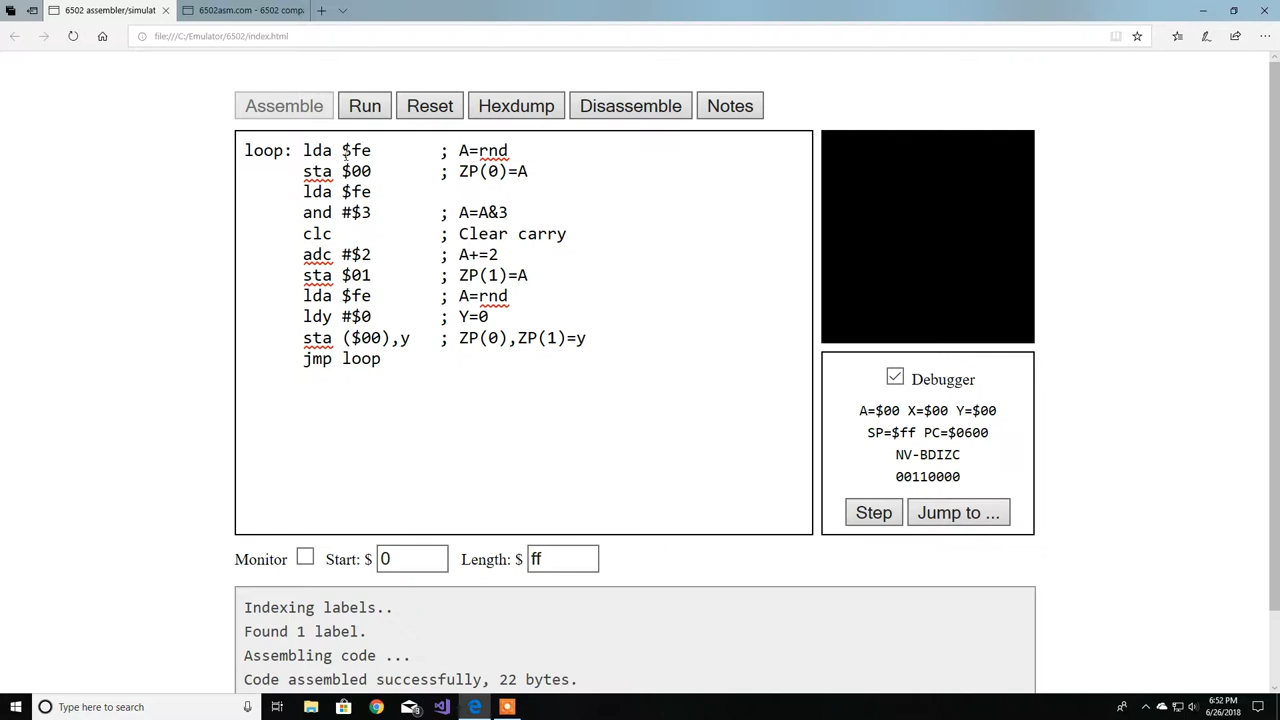 6502 assembler/simulat
6502asm.com - 6502 compa
file:///C:/Emulator/6502/index.html
Assemble Run Reset Hexdump Disassemble Notes
loop: lda $fe ; A=rnd
sta $00 ; ZP(0)=A
lda $fe
and #$3 ; A=A&3
clc ; Clear carry
adc #$2 ; A+=2
sta $01 ; ZP(1)=A
lda $fe ; A=rnd
ldy #$0 ; Y=0
sta ($00),y ; ZP(0),ZP(1)=y
jmp loop
Debugger
A=$00 X=$00 Y=$00
SP=$ff PC=$0600
NV-BDIZC
00110000
Step Jump to ...
Monitor Start: $ 0 Length: $ ff
Indexing labels..
Found 1 label.
Assembling code ...
Code assembled successfully, 22 bytes.
Type here to search
3
6:52 PM
6/26/2018